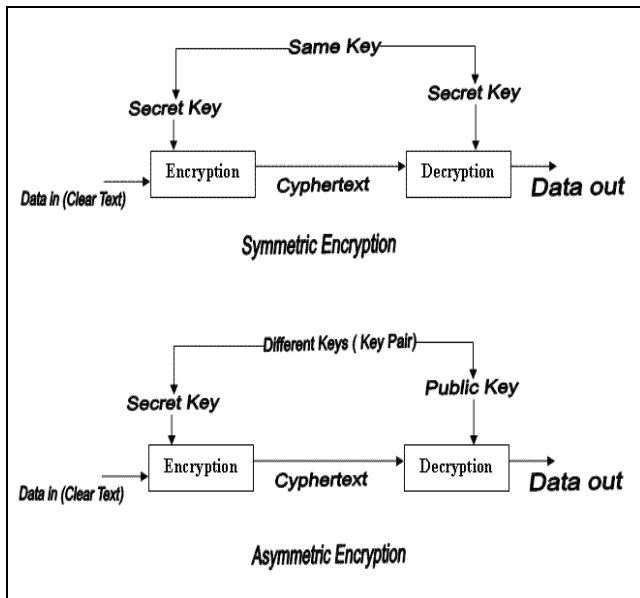 Same Key
Secret Key
Secret Key
Encryption
Decryption
Data in (Clear Text)
Cyphertext
Data out
Symmetric Encryption
Different Keys ( Key Pair)
Secret Key
Public Key
Encryption
Decryption
Data in (Clear Text)
Cyphertext
Data out
Asymmetric Encryption